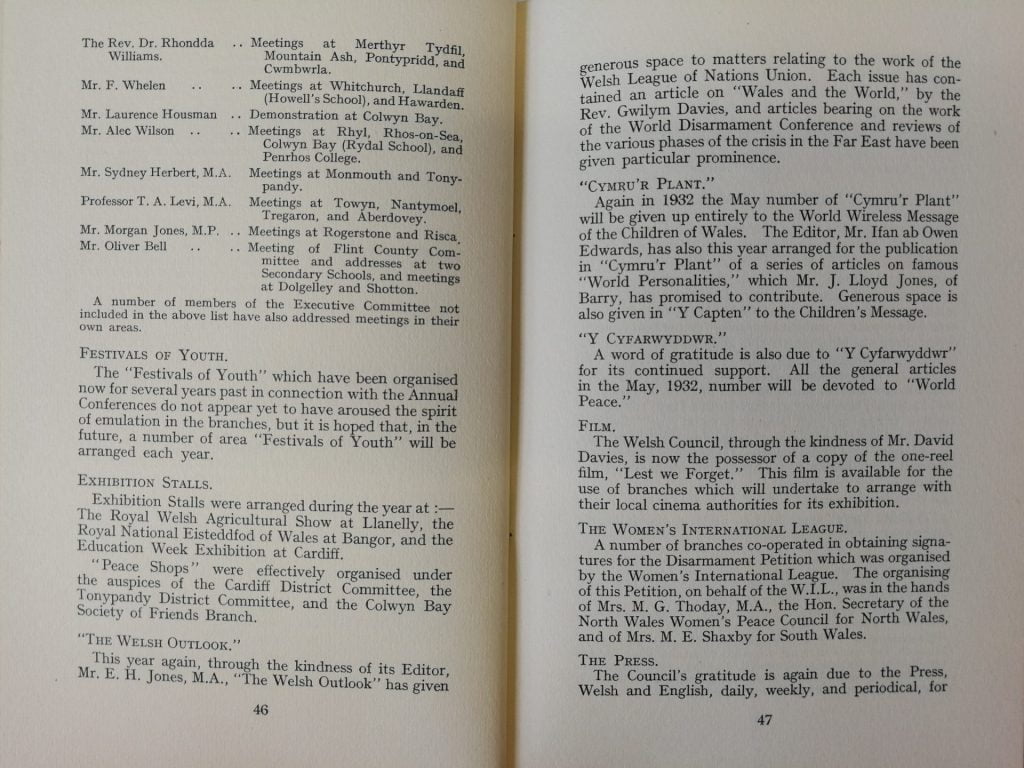 The Rev. Dr. Rhondda Williams. .. Meetings at Merthyr Tydfil,
Mountain Ash, Pontypridd, and
Cwmbwrla.
Mr. F. Whelen .. .. Meetings at Whitchurch, Llandaff
(Howell's School), and Hawarden.
Mr. Laurence Housman .. Demonstration at Colwyn Bay.
Mr. Alec Wilson .. .. Meetings at Rhyl, Rhos-on-Sea,
Colwyn Bay (Rydal School), and
Penrhos College.
Mr. Sydney Herbert, M.A. Meetings at Monmouth and Tony-
pandy.
Professor T. A. Levi, M.A. Meetings at Towyn, Nantymoel,
Tregaron, and Aberdovey.
Mr. Morgan Jones, M.P. .. Meetings at Rogerstone and Risca.
Mr. Oliver Bell .. .. Meeting of Flint County Com-
mittee and addresses at two
Secondary Schools, and meetings
at Dolgelley and Shotton.
A number of members of the Executive Committee not
included in the above list have also addressed meetings in their
own areas.
FESTIVALS OF YOUTH.
The "Festivals of Youth" which have been organised
now for several years past in connection with the Annual
Conferences do not appear yet to have aroused the spirit
of emulation in the branches, but it is hoped that, in the
future, a number of area "Festivals of Youth" will be
arranged each year.
EXHIBITION STALLS.
Exhibition Stalls were arranged during the year at :—
The Royal Welsh Agricultural Show at Llanelly, the
Royal National Eisteddfod of Wales at Bangor, and the
Education Week Exhibition at Cardiff.
"Peace Shops" were effectively organised under
the auspices of the Cardiff District Committee, the
Tonypandy District Committee, and the Colwyn Bay
Society of Friends Branch.
"THE WELSH OUTLOOK."
This year again, through the kindness of its Editor,
Mr. E. H. Jones, M.A., "The Welsh Outlook" has given
46
generous space to matters relating to the work of the
Welsh League of Nations Union. Each issue has con-
tained an article on "Wales and the World," by the
Rev. Gwilym Davies, and articles bearing on the work
of the World Disarmament Conference and reviews of
the various phases of the crisis in the Far East have been
given particular prominence.
"CYMRU'R PLANT."
Again in 1932 the May number of "Cymru'r Plant"
will be given up entirely to the World Wireless Message
of the Children of Wales. The Editor, Mr. Ifan ab Owen
Edwards, has also this year arranged for the publication
in "Cymru'r Plant" of a series of articles on famous
"World Personalities," which Mr. J. Lloyd Jones, of
Barry, has promised to contribute. Generous space is
also given in "Y Capten" to the Children's Message.
"Y CYFARWYDDWR."
A word of gratitude is also due to "Y Cyfarwyddwr"
for its continued support. All the general articles
in the May, 1932, number will be devoted to "World
Peace."
FILM.
The Welsh Council, through the kindness of Mr. David
Davies, is now the possessor of a copy of the one-reel
film, "Lest we Forget." This film is available for the
use of branches which will undertake to arrange with
their local cinema authorities for its exhibition.
THE WOMEN'S INTERNATIONAL LEAGUE.
A number of branches co-operated in obtaining signa-
tures for the Disarmament Petition which was organised
by the Women's International League. The organising
of this Petition, on behalf of the W.I.L., was in the hands
of Mrs. M. G. Thoday, M.A., the Hon. Secretary of the
North Wales Women's Peace Council for North Wales,
and of Mrs. M. E. Shaxby for South Wales.
THE PRESS.
The Council's gratitude is again due to the Press,
Welsh and English, daily, weekly, and periodical, for
47